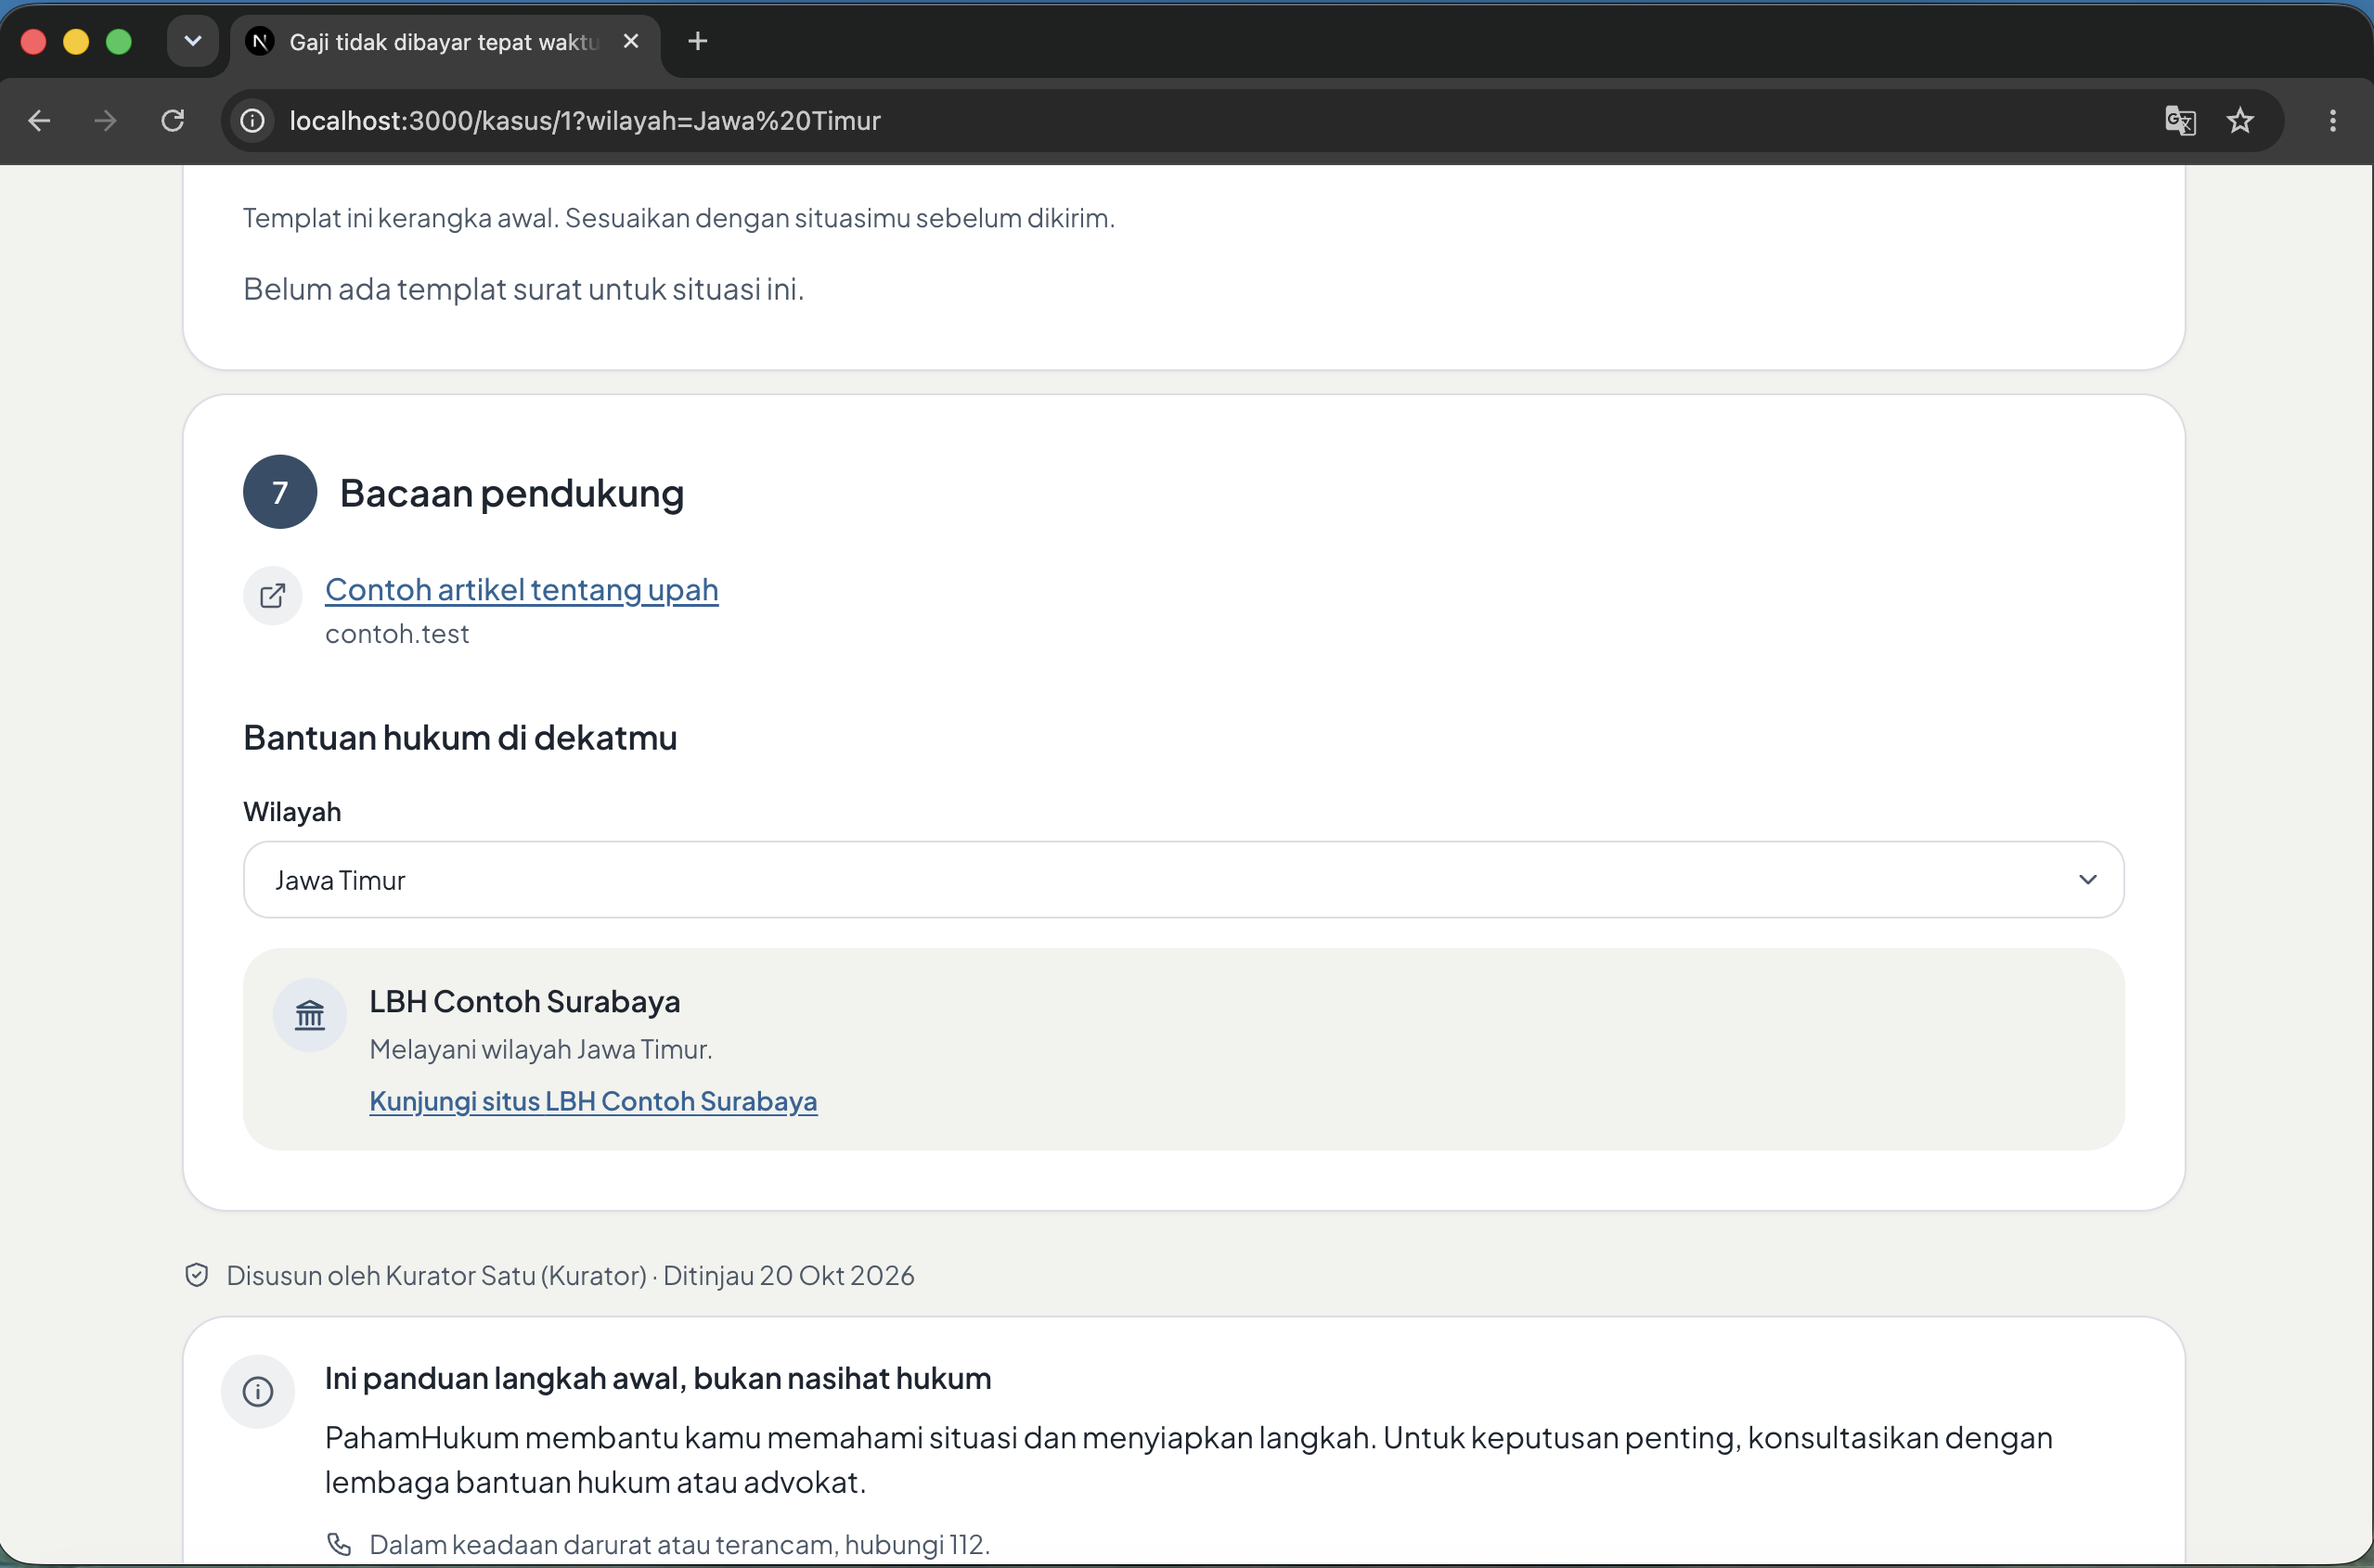 Gaji tidak dibayar tepat waktu
localhost:3000/kasus/1?wilayah=Jawa%20Timur
Templat ini kerangka awal. Sesuaikan dengan situasimu sebelum dikirim.
Belum ada templat surat untuk situasi ini.
7
Bacaan pendukung
Contoh artikel tentang upah
contoh.test
Bantuan hukum di dekatmu
Wilayah
Jawa Timur
LBH Contoh Surabaya
Melayani wilayah Jawa Timur.
Kunjungi situs LBH Contoh Surabaya
Disusun oleh Kurator Satu (Kurator) · Ditinjau 20 Okt 2026
Ini panduan langkah awal, bukan nasihat hukum
PahamHukum membantu kamu memahami situasi dan menyiapkan langkah. Untuk keputusan penting, konsultasikan dengan
lembaga bantuan hukum atau advokat.
Dalam keadaan darurat atau terancam, hubungi 112.